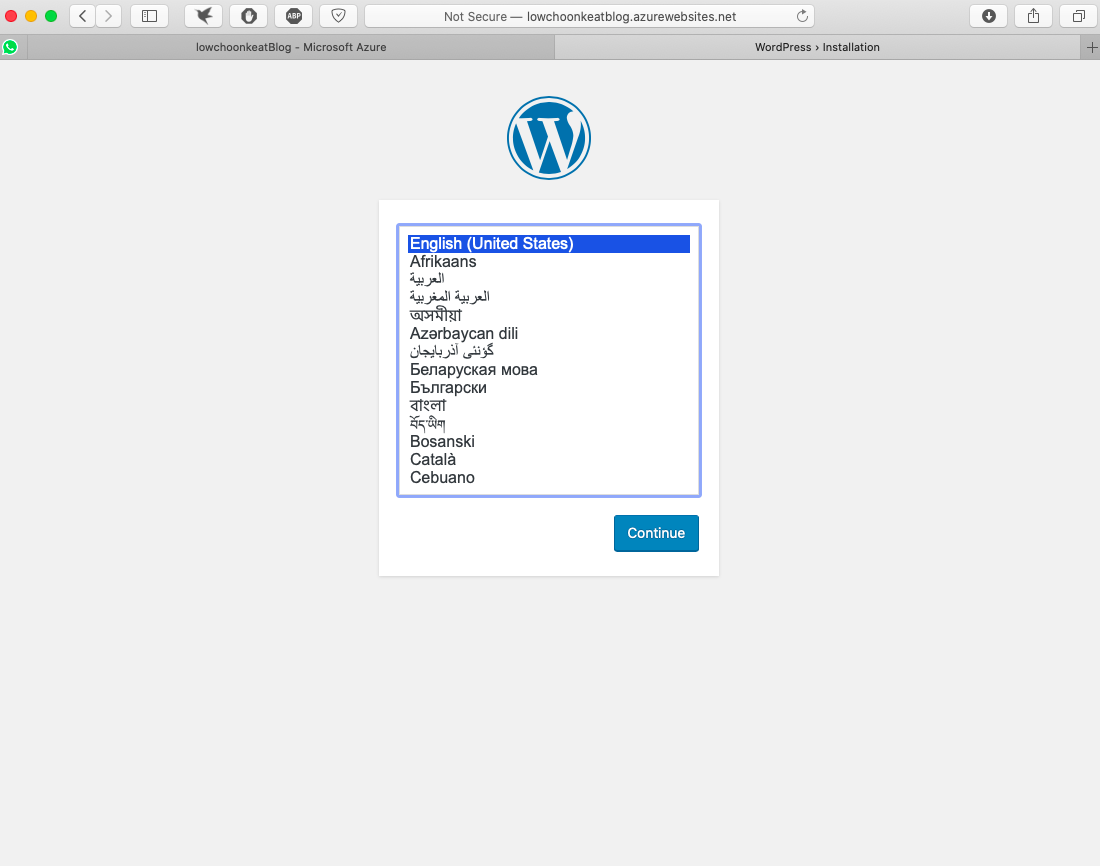 Not Secure — lowchoonkeatblog.azurewebsites.net
ABP
lowchoonkeatBlog - Microsoft Azure
WordPress › Installation
W
English (United States)
Afrikaans
العربية
العربية المغربية
অসমীয়া
Azərbaycan dili
گؤنئی آذربایجان
Беларуская мова
Български
বাংলা
བོད་ཡིག
Bosanski
Català
Cebuano
Continue